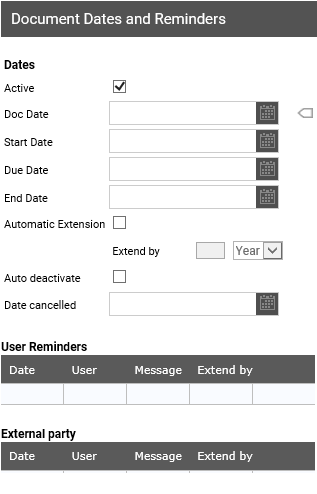 Document Dates and Reminders
Dates
Active
Doc Date
Start Date
Due Date
End Date
Automatic Extension
Extend by Year
Auto deactivate
Date cancelled
User Reminders
Date User Message Extend by
External party
Date User Message Extend by